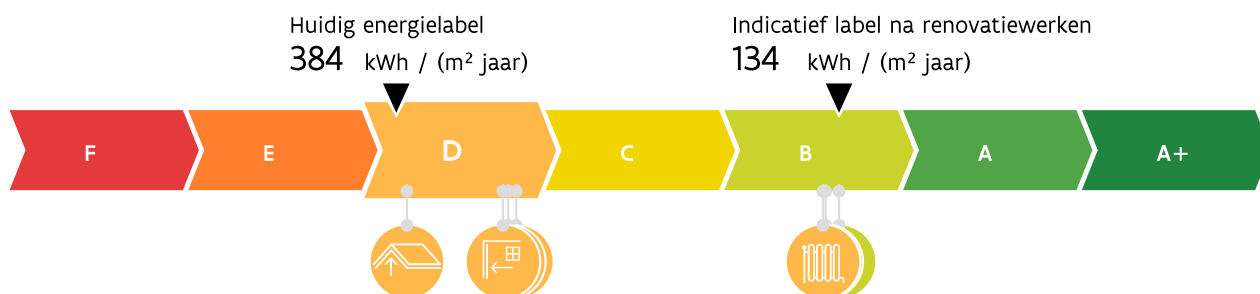 Huidig energielabel
384 kWh / (m² jaar)
Indicatief label na renovatiewerken
134 kWh / (m² jaar)
F E D C B A A+